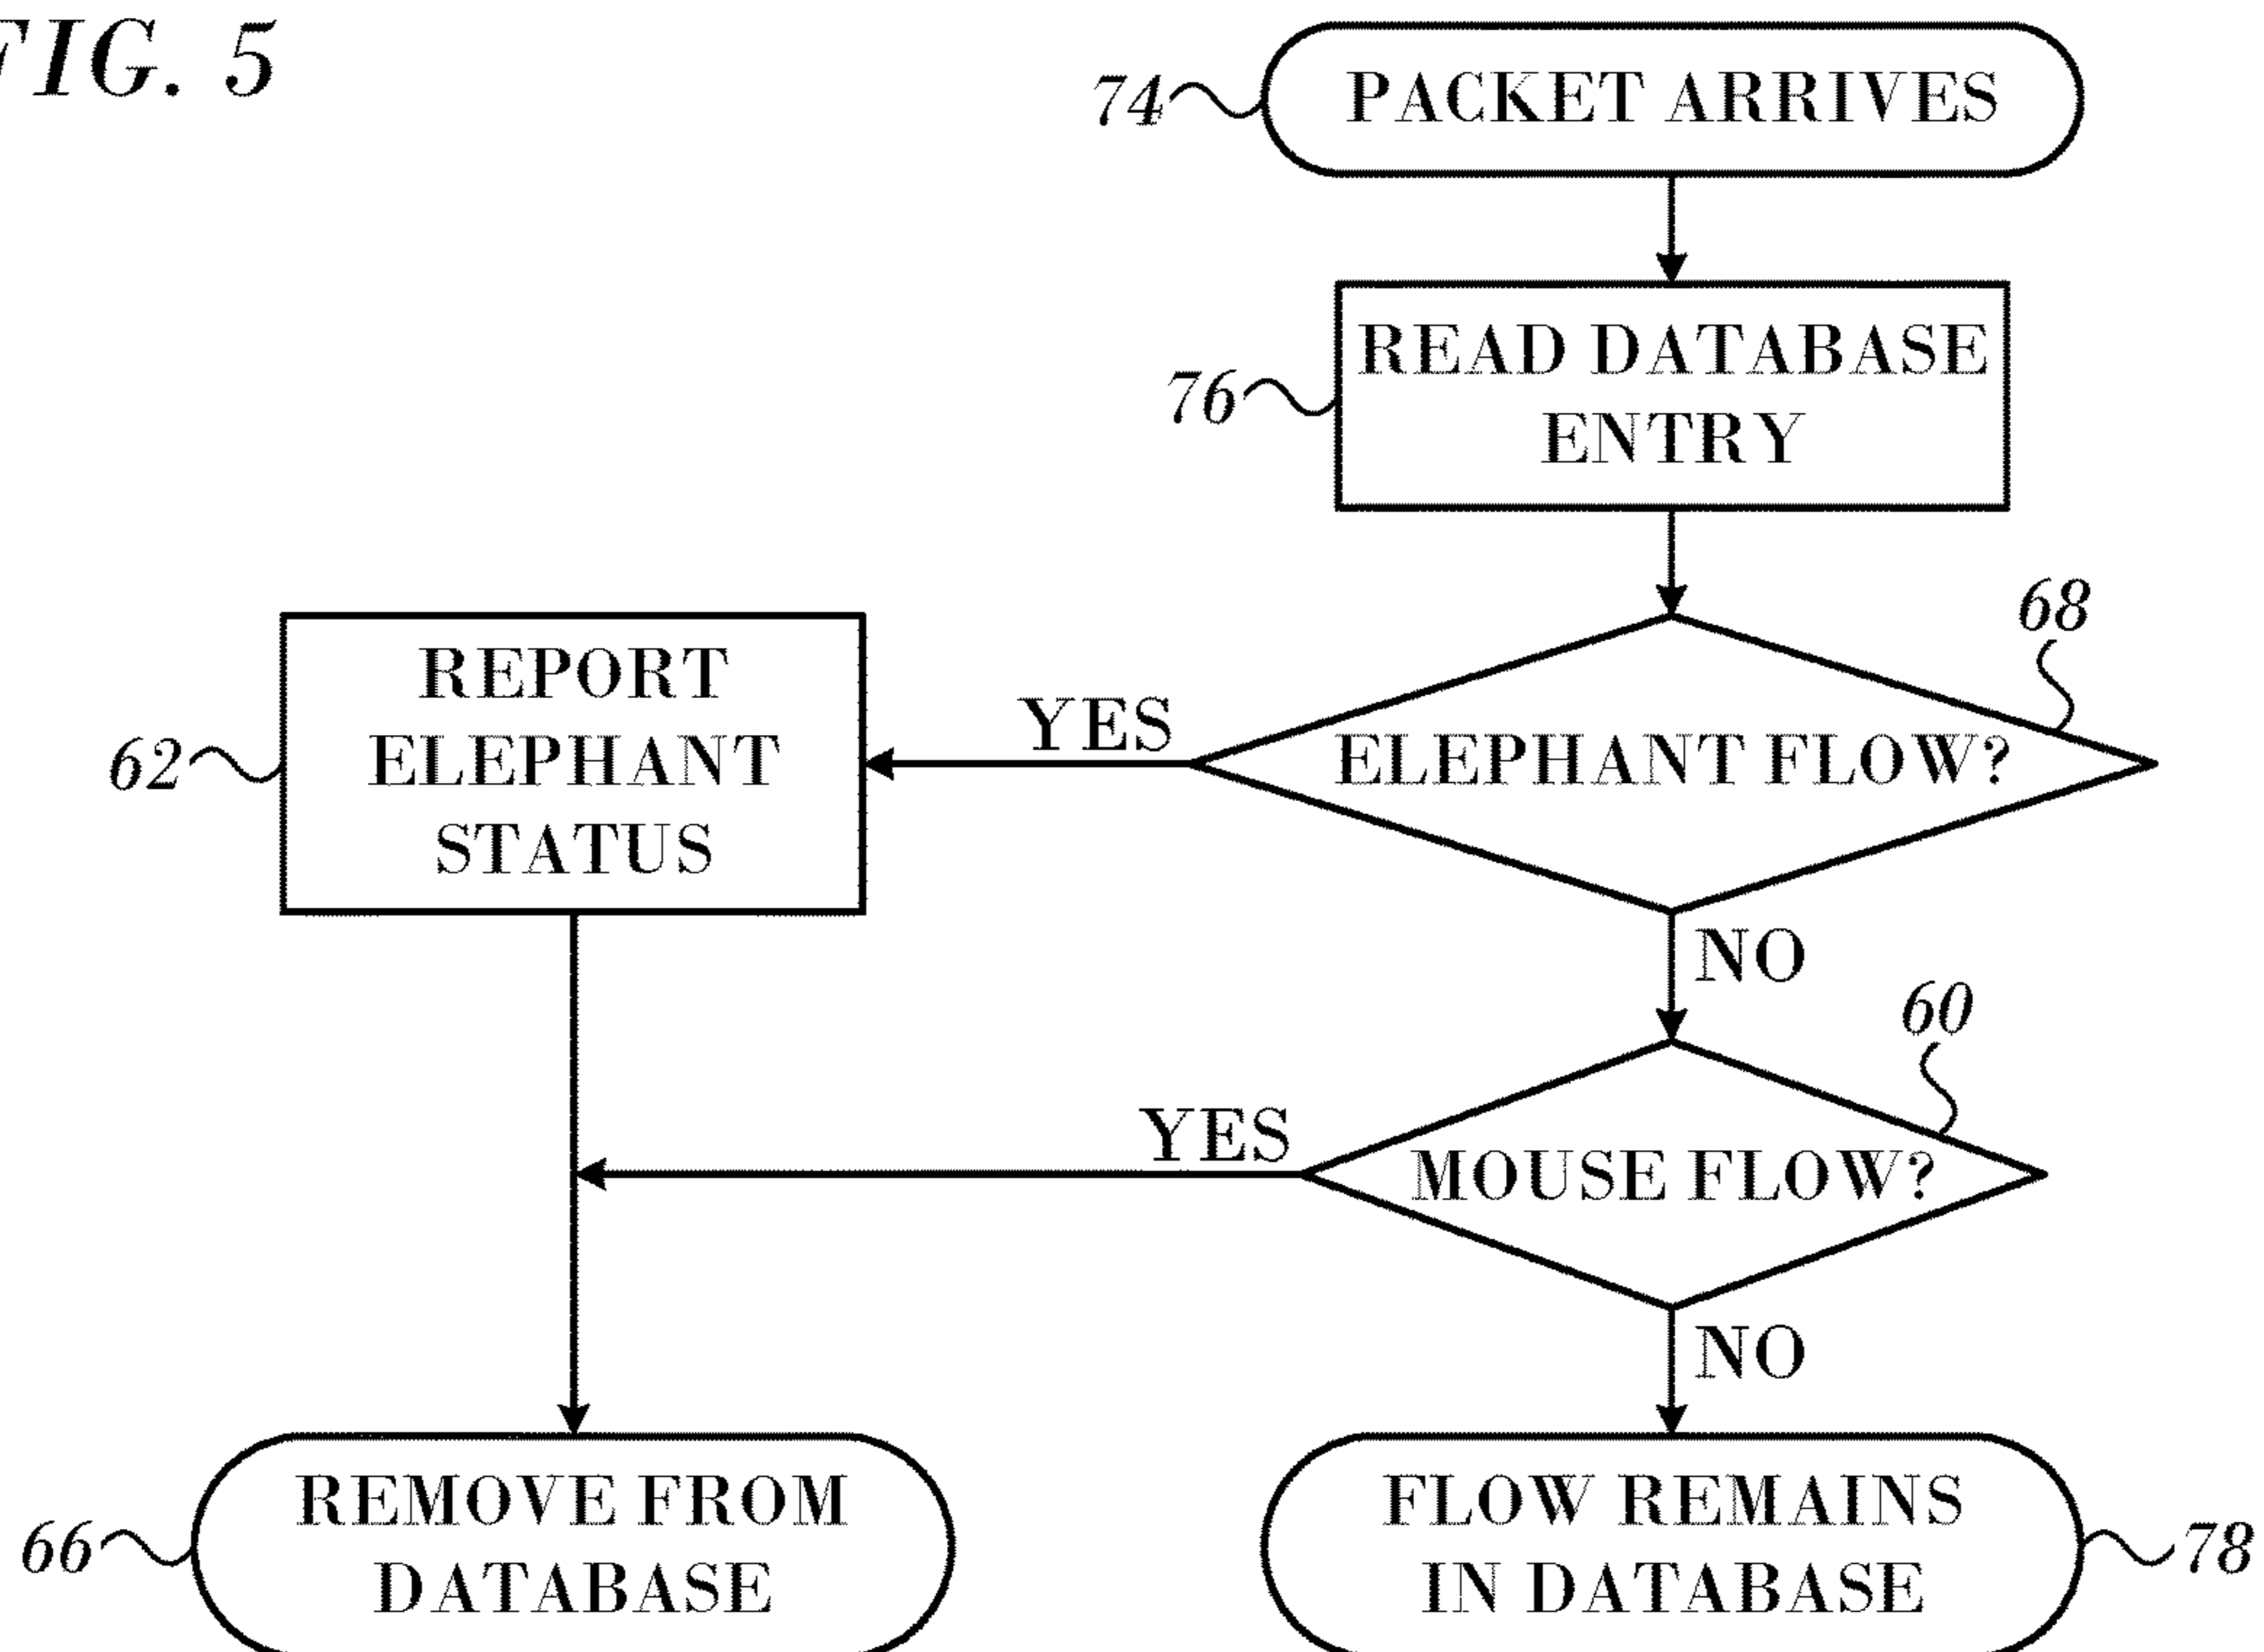 FIG. 5
74
PACKET ARRIVES
76
READ DATABASE
ENTRY
68
ELEPHANT FLOW?
YES
62
REPORT
ELEPHANT
STATUS
NO
60
MOUSE FLOW?
YES
NO
66
REMOVE FROM
DATABASE
FLOW REMAINS
IN DATABASE
78